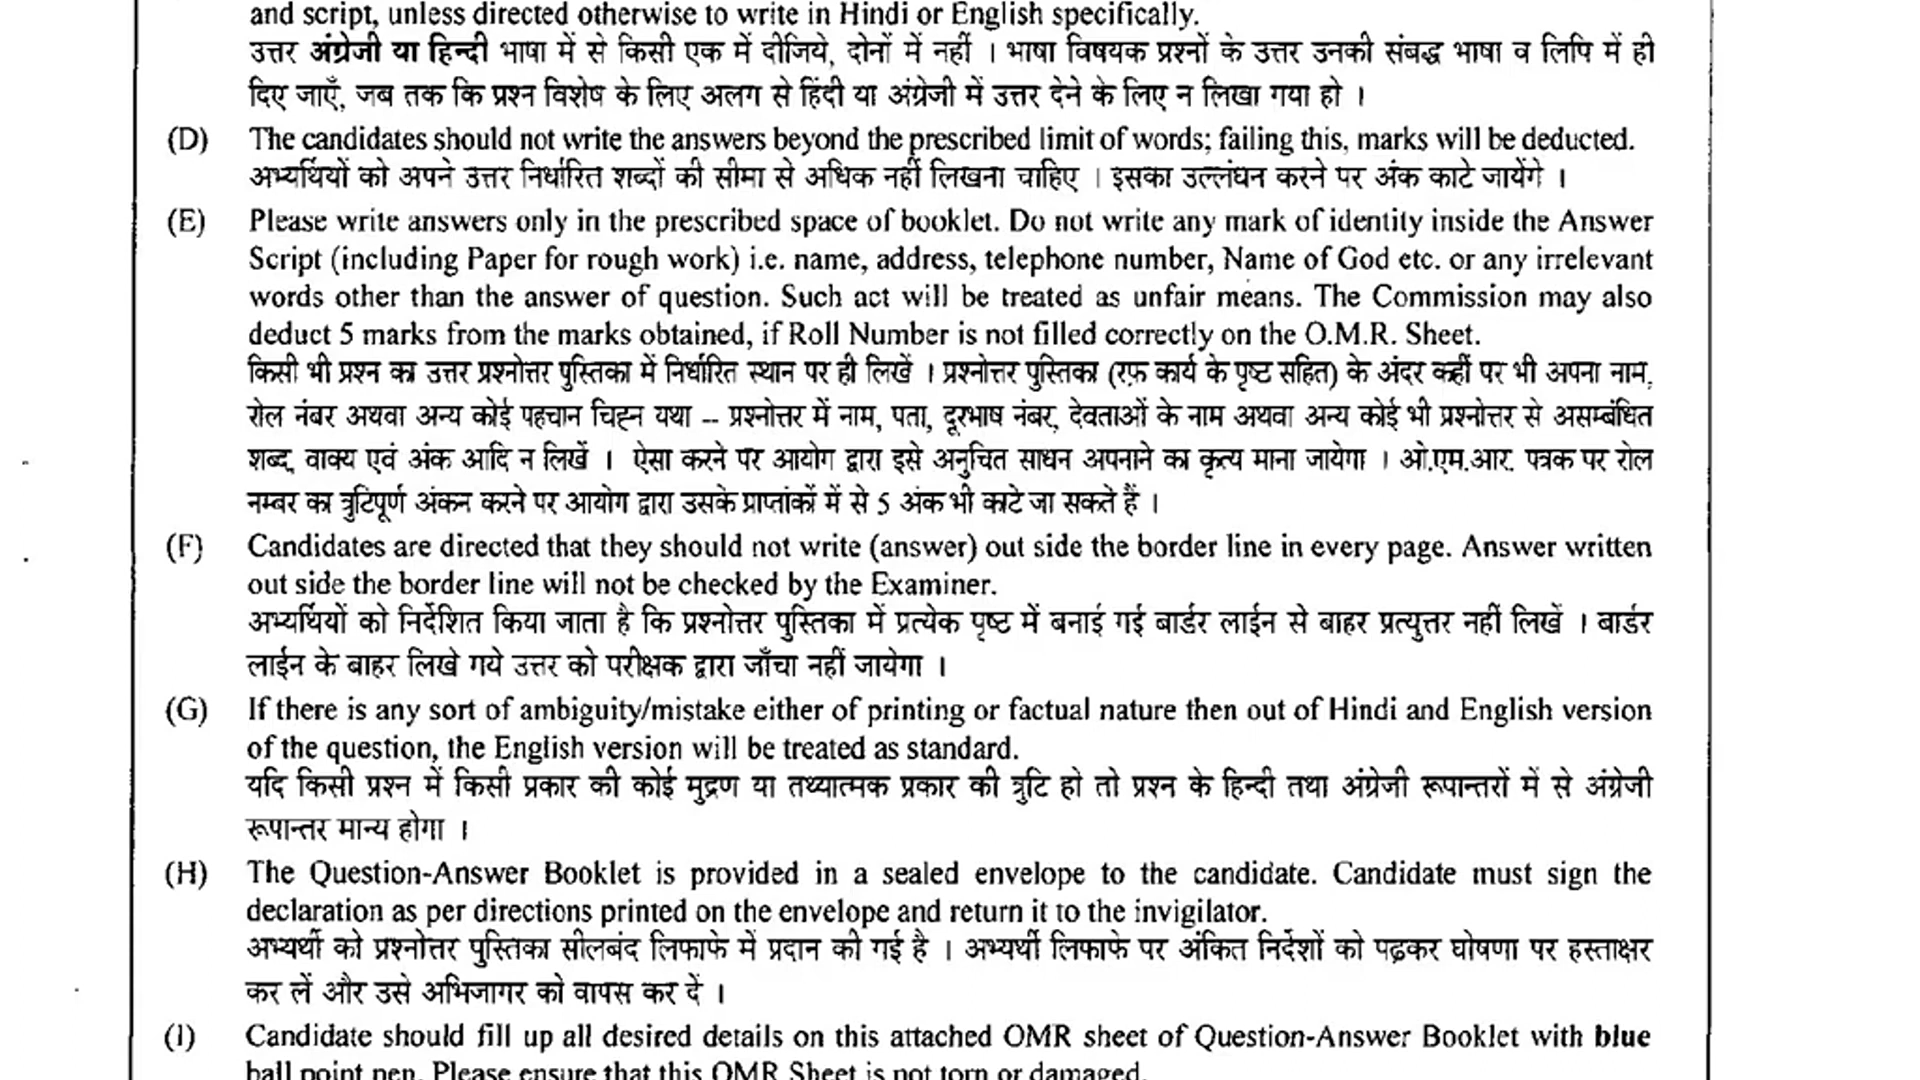 and script, unless directed otherwise to write in Hindi or English specifically.
उत्तर अंग्रेजी या हिन्दी भाषा में से किसी एक में दीजिये, दोनों में नहीं । भाषा विषयक प्रश्नों के उत्तर उनकी संबद्ध भाषा व लिपि में ही
दिए जाएँ, जब तक कि प्रश्न विशेष के लिए अलग से हिंदी या अंग्रेजी में उत्तर देने के लिए न लिखा गया हो ।
(D) The candidates should not write the answers beyond the prescribed limit of words; failing this, marks will be deducted.
अभ्यर्थियों को अपने उत्तर निर्धारित शब्दों की सीमा से अधिक नहीं लिखना चाहिए । इसका उल्लंघन करने पर अंक काटे जायेंगे ।
(E) Please write answers only in the prescribed space of booklet. Do not write any mark of identity inside the Answer
Script (including Paper for rough work) i.e. name, address, telephone number, Name of God etc. or any irrelevant
words other than the answer of question. Such act will be treated as unfair means. The Commission may also
deduct 5 marks from the marks obtained, if Roll Number is not filled correctly on the O.M.R. Sheet.
किसी भी प्रश्न का उत्तर प्रश्नोत्तर पुस्तिका में निर्धारित स्थान पर ही लिखें । प्रश्नोत्तर पुस्तिका (रफ़ कार्य के पृष्ट सहित) के अंदर कहीं पर भी अपना नाम,
रोल नंबर अथवा अन्य कोई पहचान चिह्न यथा – प्रश्नोत्तर में नाम, पता, दूरभाष नंबर, देवताओं के नाम अथवा अन्य कोई भी प्रश्नोत्तर से असम्बंधित
शब्द, वाक्य एवं अंक आदि न लिखें । ऐसा करने पर आयोग द्वारा इसे अनुचित साधन अपनाने का कृत्य माना जायेगा । ओ.एम.आर. पत्रक पर रोल
नम्बर का त्रुटिपूर्ण अंकन करने पर आयोग द्वारा उसके प्राप्तांकों में से 5 अंक भी काटे जा सकते हैं ।
(F) Candidates are directed that they should not write (answer) out side the border line in every page. Answer written
out side the border line will not be checked by the Examiner.
अभ्यर्थियों को निर्देशित किया जाता है कि प्रश्नोत्तर पुस्तिका में प्रत्येक पृष्ट में बनाई गई बार्डर लाईन से बाहर प्रत्युत्तर नहीं लिखें । बार्डर
लाईन के बाहर लिखे गये उत्तर को परीक्षक द्वारा जाँचा नहीं जायेगा ।
(G) If there is any sort of ambiguity/mistake either of printing or factual nature then out of Hindi and English version
of the question, the English version will be treated as standard.
यदि किसी प्रश्न में किसी प्रकार की कोई मुद्रण या तथ्यात्मक प्रकार की त्रुटि हो तो प्रश्न के हिन्दी तथा अंग्रेजी रूपान्तरों में से अंग्रेजी
रूपान्तर मान्य होगा ।
(H) The Question-Answer Booklet is provided in a sealed envelope to the candidate. Candidate must sign the
declaration as per directions printed on the envelope and return it to the invigilator.
अभ्यर्थी को प्रश्नोत्तर पुस्तिका सीलबंद लिफाफे में प्रदान की गई है । अभ्यर्थी लिफाफे पर अंकित निर्देशों को पढ़कर घोषणा पर हस्ताक्षर
कर लें और उसे अभिजागर को वापस कर दें ।
(I) Candidate should fill up all desired details on this attached OMR sheet of Question-Answer Booklet with blue
ball point pen. Please ensure that this OMR Sheet is not torn or damaged.